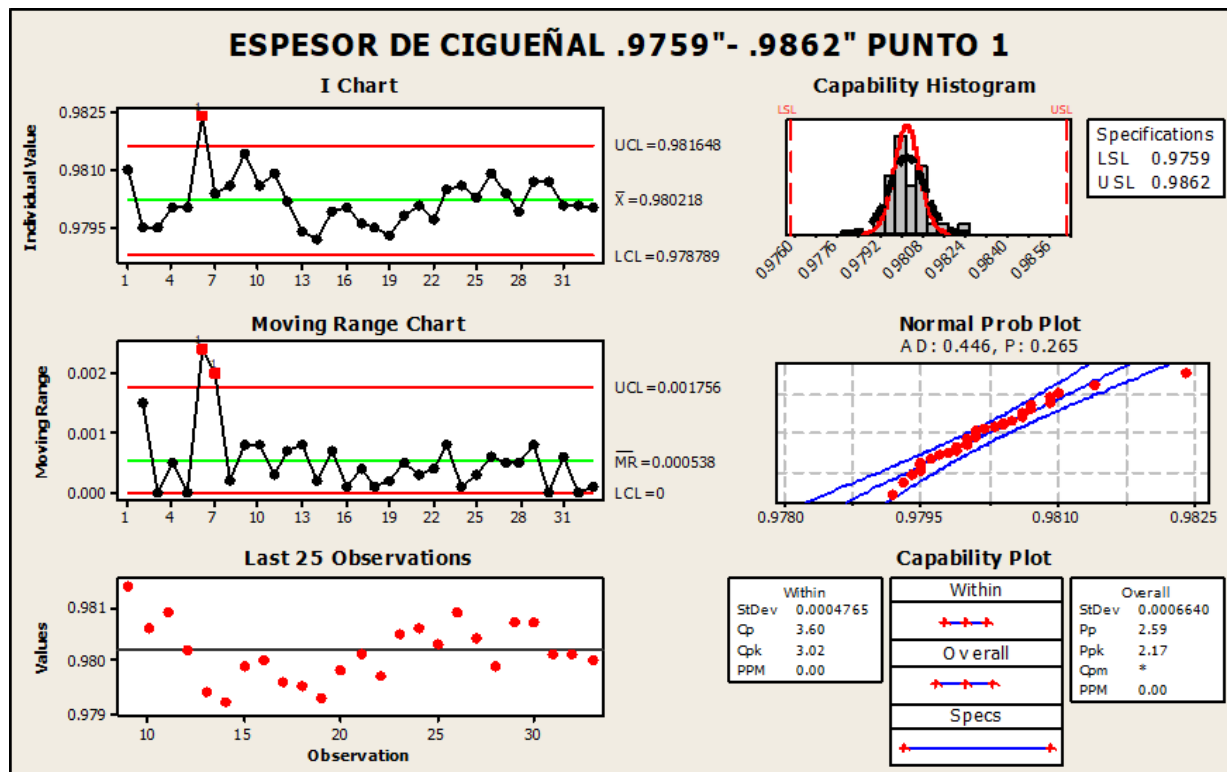 ESPESOR DE CIGUEÑAL .9759"- .9862" PUNTO 1
I Chart
Individual Value
0.9825
0.9810
0.9795
1
UCL=0.981648
X=0.980218
LCL=0.978789
1 4 7 10 13 16 19 22 25 28 31
Capability Histogram
LSL USL
0.9760 0.9776 0.9792 0.9808 0.9824 0.9840 0.9856
Specifications
LSL 0.9759
USL 0.9862
Moving Range Chart
Moving Range
0.002
0.001
0.000
1
1
UCL=0.001756
MR=0.000538
LCL=0
1 4 7 10 13 16 19 22 25 28 31
Normal Prob Plot
AD: 0.446, P: 0.265
0.9780 0.9795 0.9810 0.9825
Last 25 Observations
Values
0.981
0.980
0.979
10 15 20 25 30
Observation
Capability Plot
Within
StDev 0.0004765
Cp 3.60
Cpk 3.02
PPM 0.00
Within
Overall
Specs
Overall
StDev 0.0006640
Pp 2.59
Ppk 2.17
Cpm *
PPM 0.00